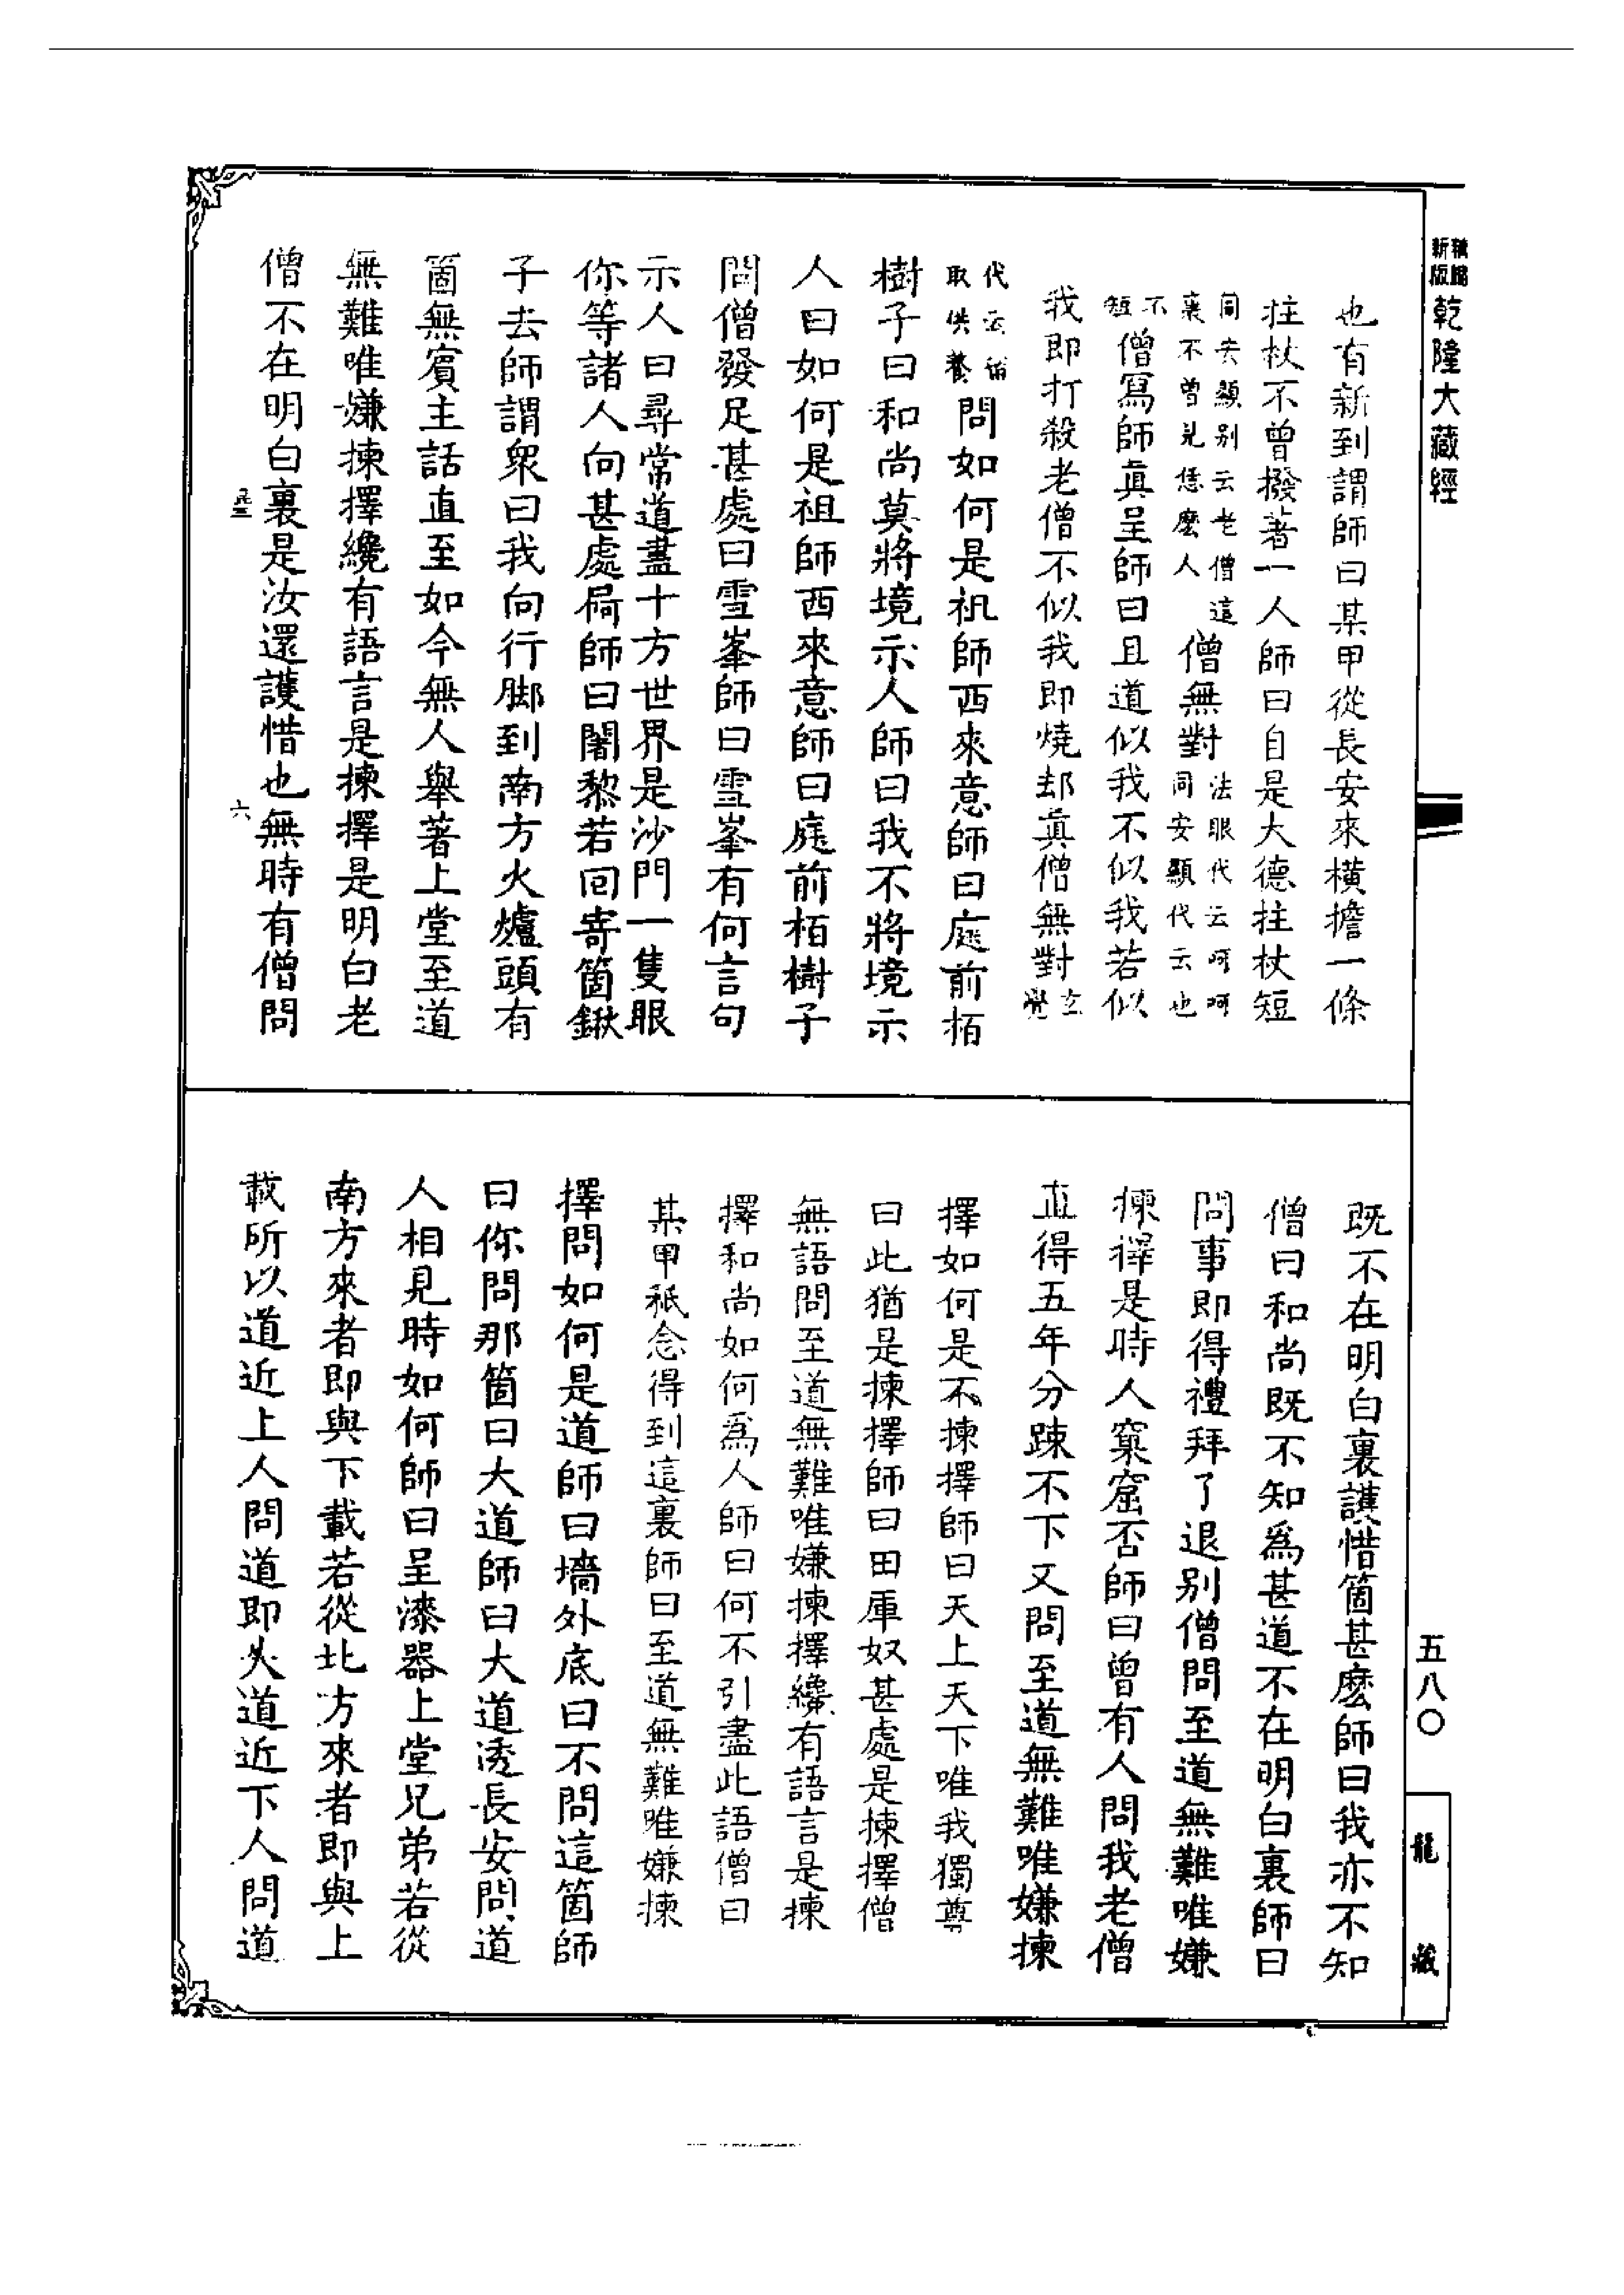 新版
乾隆大藏經
也有新到謂師曰某甲從長安來橫擔一條
拄杖不曾撥著一人師曰自是大德拄杖短
同安顯别云老僧這
裏不曾見恁麽人
僧無對
法眼代云呵呵
同安顯代云也
不
短
僧寫師眞呈師曰且道似我不似我若似
我即打殺老僧不似我即燒却眞僧無對
玄
覺
代云留
取供養
問如何是祖師西來意師曰庭前栢
樹子曰和尚莫將境示人師曰我不將境示
人曰如何是祖師西來意師曰庭前栢樹子
問僧發足甚處曰雪峯師曰雪峯有何言句
示人曰尋常道盡十方世界是沙門一隻眼
你等諸人向甚處屙師曰闍黎若回寄箇鍬
子去師謂衆曰我向行脚到南方火爐頭有
箇無賓主話直至如今無人舉著上堂至道
無難唯嫌揀擇纔有語言是揀擇是明白老
僧不在明白裏是汝還護惜也無時有僧問
六
既不在明白裏護惜箇甚麽師曰我亦不知
僧曰和尚既不知爲甚道不在明白裏師曰
問事即得禮拜了退别僧問至道無難唯嫌
揀擇是時人窠窟否師曰曾有人問我老僧
直得五年分疎不下又問至道無難唯嫌揀
擇如何是不揀擇師曰天上天下唯我獨尊
曰此猶是揀擇師曰田厙奴甚處是揀擇僧
無語問至道無難唯嫌揀擇纔有語言是揀
擇和尚如何爲人師曰何不引盡此語僧曰
某甲秖念得到這裏師曰至道無難唯嫌揀
擇問如何是道師曰墻外底曰不問這箇師
曰你問那箇曰大道師曰大道透長安問道
人相見時如何師曰呈漆器上堂兄弟若從
南方來者即與下載若從北方來者即與上
載所以道近上人問道即失道近下人問道
五八〇
龍藏